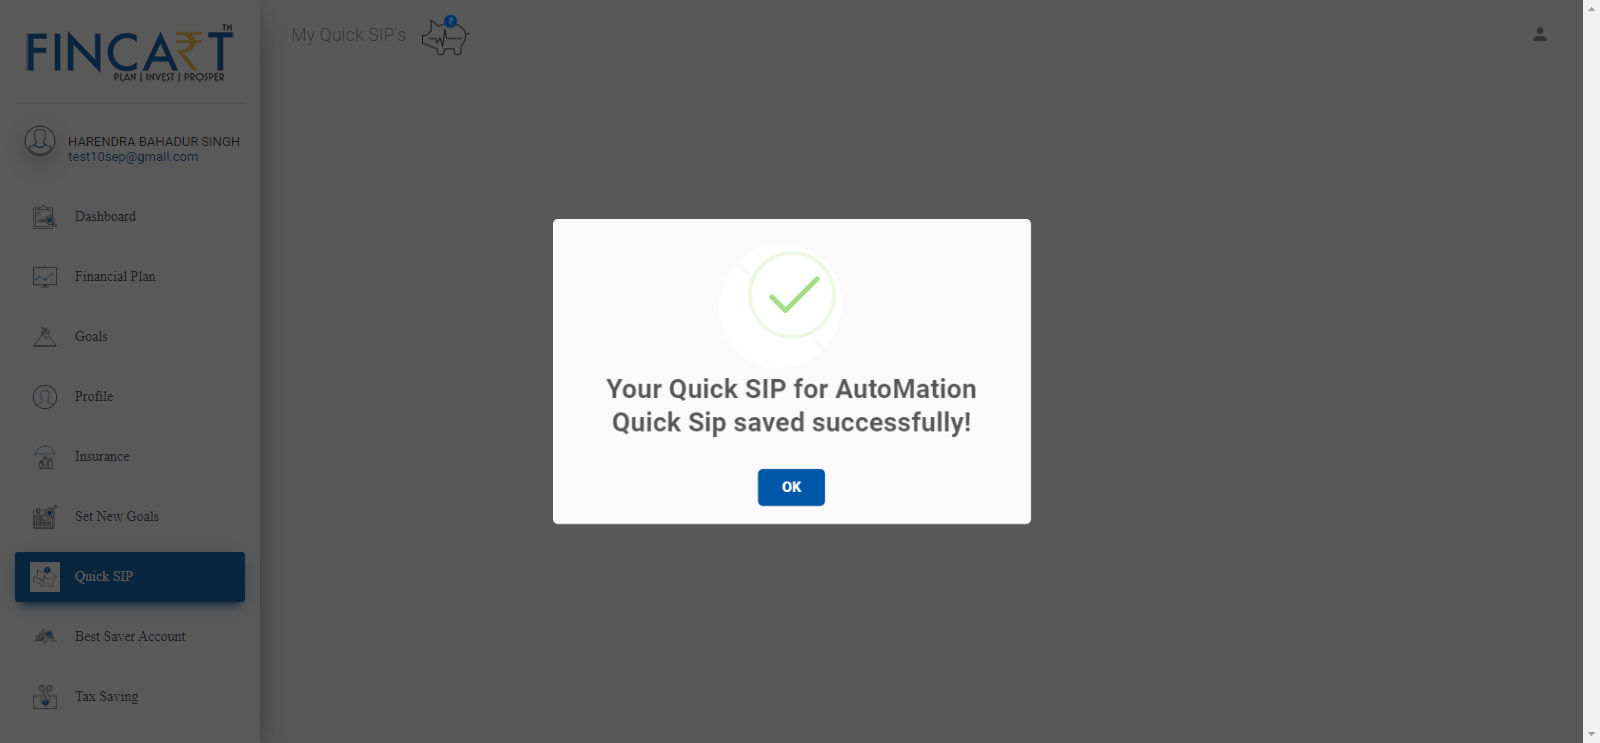 FINCART™
PLAN | INVEST | PROSPER
My Quick SIP's
₹
HARENDRA BAHADUR SINGH
test10sep@gmail.com
Dashboard
Financial Plan
Goals
Profile
Insurance
Set New Goals
Quick SIP
Best Saver Account
Tax Saving
Your Quick SIP for AutoMation
Quick Sip saved successfully!
OK